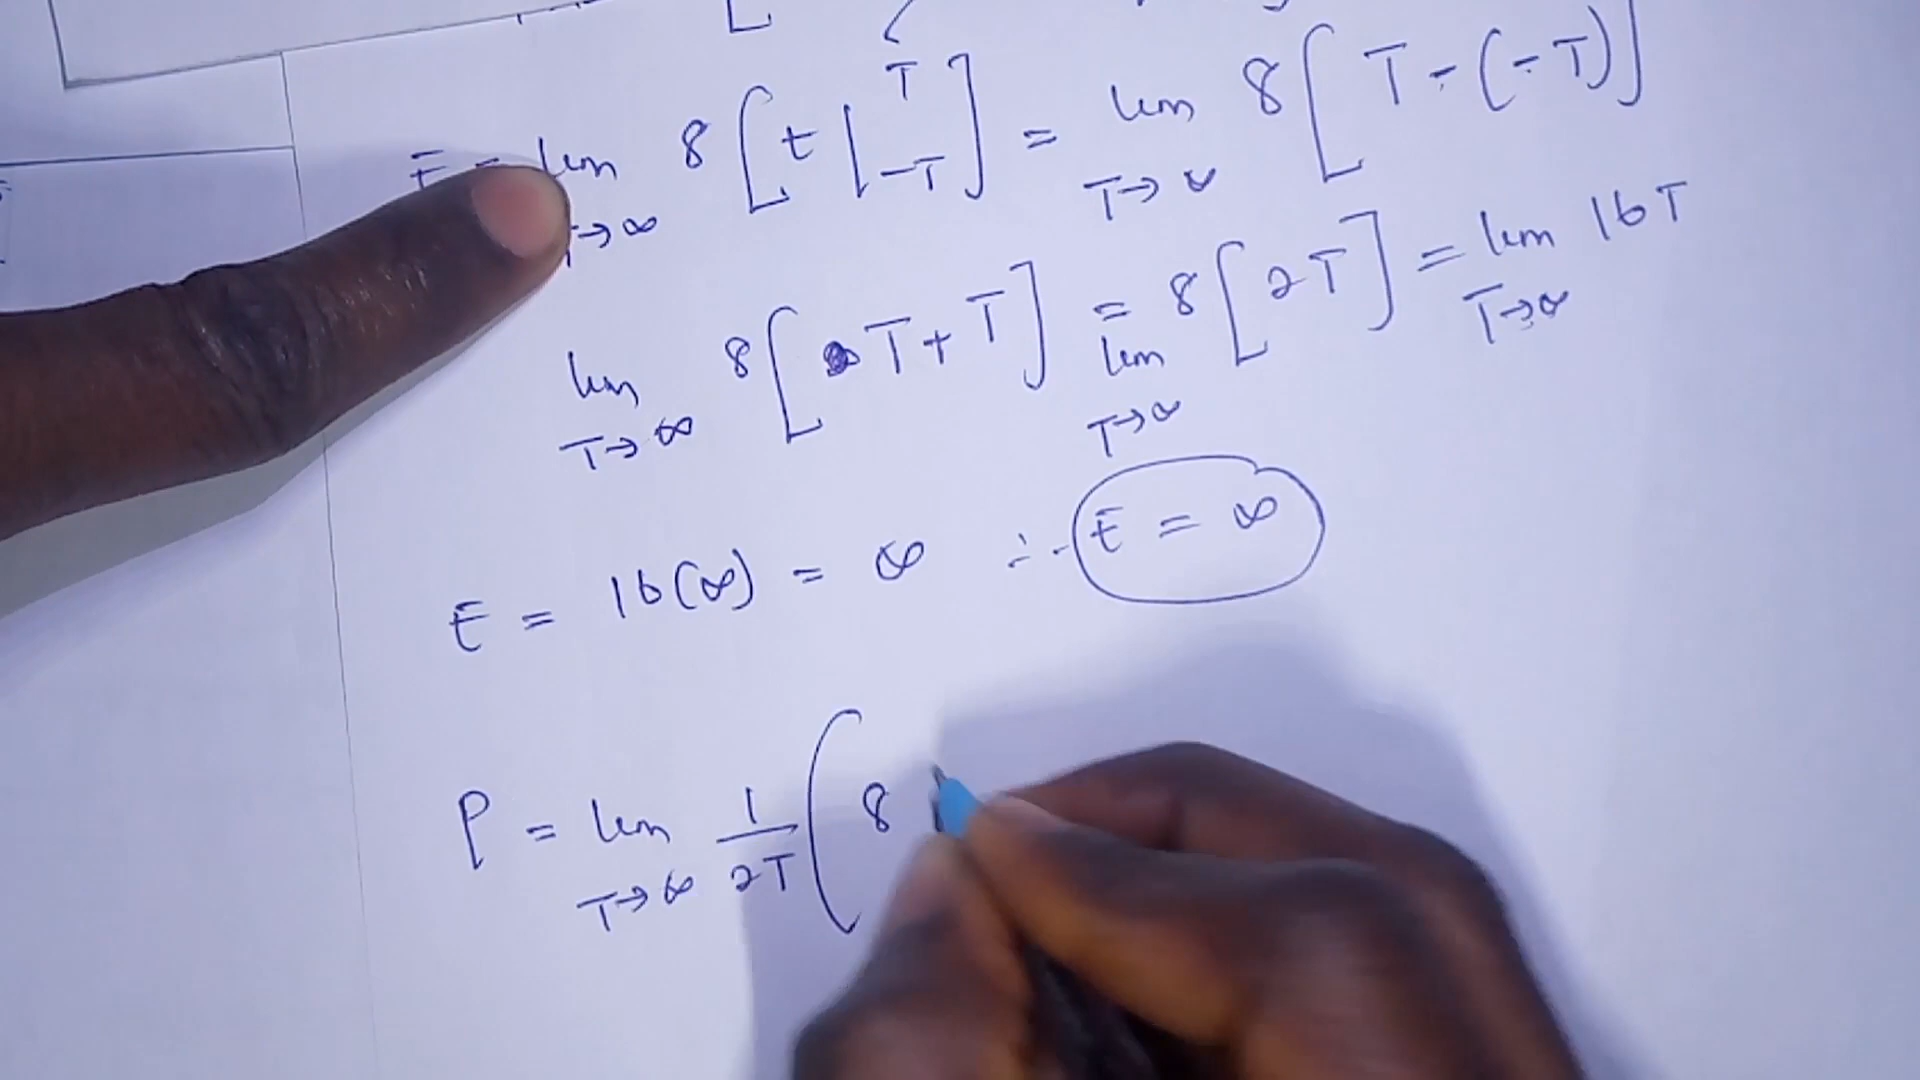 E = lim T→∞ 8[t|T -T] = lim T→∞ 8[T-(-T)]
lim T→∞ 8[T+T] = lim T→∞ 8[2T] = lim T→∞ 16T
E = 16(∞) = ∞ ∴ E = ∞
P = lim T→∞ 1/2T (8